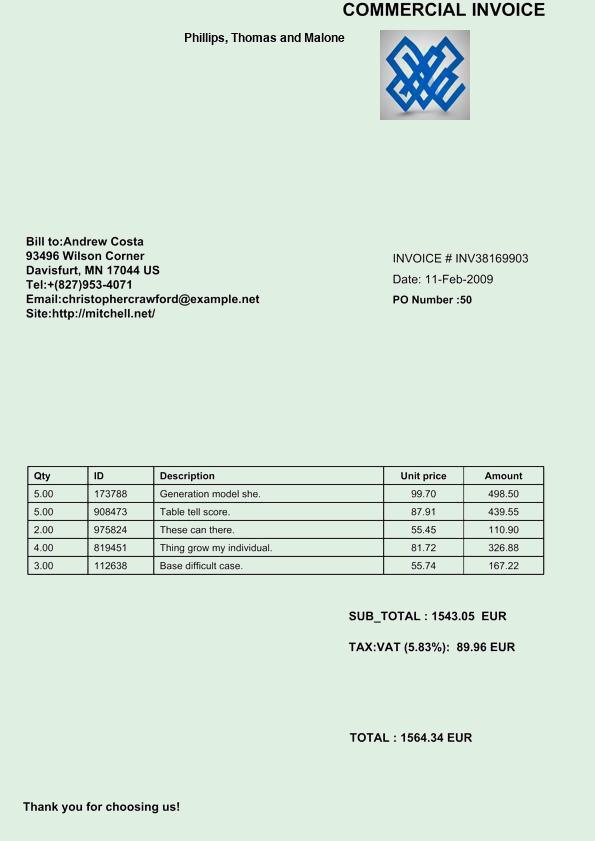 COMMERCIAL INVOICE
Phillips, Thomas and Malone
Bill to:Andrew Costa
93496 Wilson Corner
Davisfurt, MN 17044 US
Tel:+(827)953-4071
Email:christophercrawford@example.net
Site:http://mitchell.net/
INVOICE # INV38169903
Date: 11-Feb-2009
PO Number :50
Qty ID Description Unit price Amount
5.00 173788 Generation model she. 99.70 498.50
5.00 908473 Table tell score. 87.91 439.55
2.00 975824 These can there. 55.45 110.90
4.00 819451 Thing grow my individual. 81.72 326.88
3.00 112638 Base difficult case. 55.74 167.22
SUB_TOTAL : 1543.05 EUR
TAX:VAT (5.83%): 89.96 EUR
TOTAL : 1564.34 EUR
Thank you for choosing us!